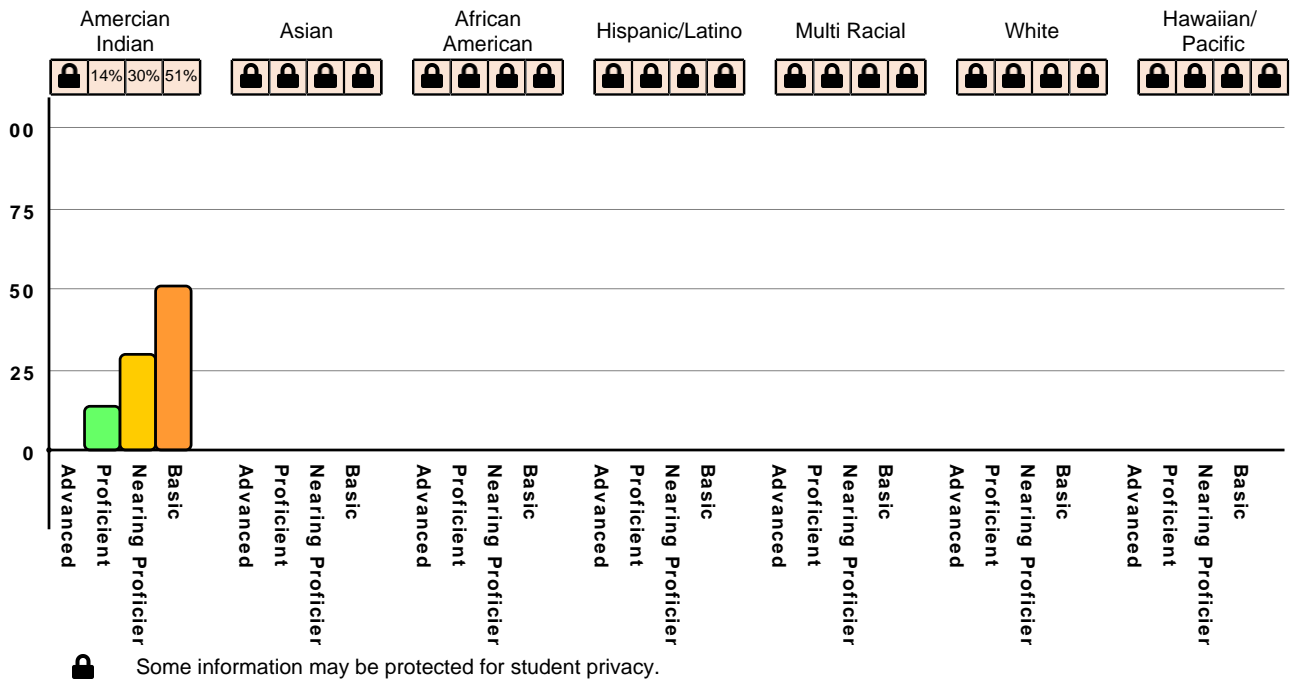 Amercian
Indian
Asian
African
American
Hispanic/Latino
Multi Racial
White
Hawaiian/
Pacific
14% 30% 51%
00
75
50
25
0
Advanced
Proficient
Nearing Proficier
Basic
Advanced
Proficient
Nearing Proficier
Basic
Advanced
Proficient
Nearing Proficier
Basic
Advanced
Proficient
Nearing Proficier
Basic
Advanced
Proficient
Nearing Proficier
Basic
Advanced
Proficient
Nearing Proficier
Basic
Advanced
Proficient
Nearing Proficier
Basic
Some information may be protected for student privacy.